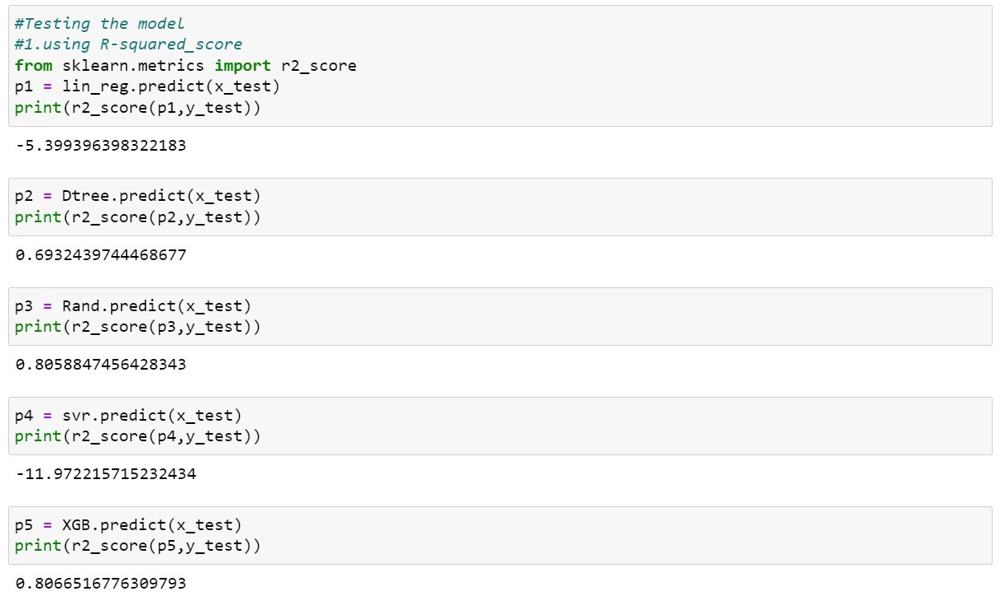 #Testing the model
#1.using R-squared_score
from sklearn.metrics import r2_score
p1 = lin_reg.predict(x_test)
print(r2_score(p1,y_test))
-5.399396398322183
p2 = Dtree.predict(x_test)
print(r2_score(p2,y_test))
0.6932439744468677
p3 = Rand.predict(x_test)
print(r2_score(p3,y_test))
0.8058847456428343
p4 = svr.predict(x_test)
print(r2_score(p4,y_test))
-11.972215715232434
p5 = XGB.predict(x_test)
print(r2_score(p5,y_test))
0.8066516776309793